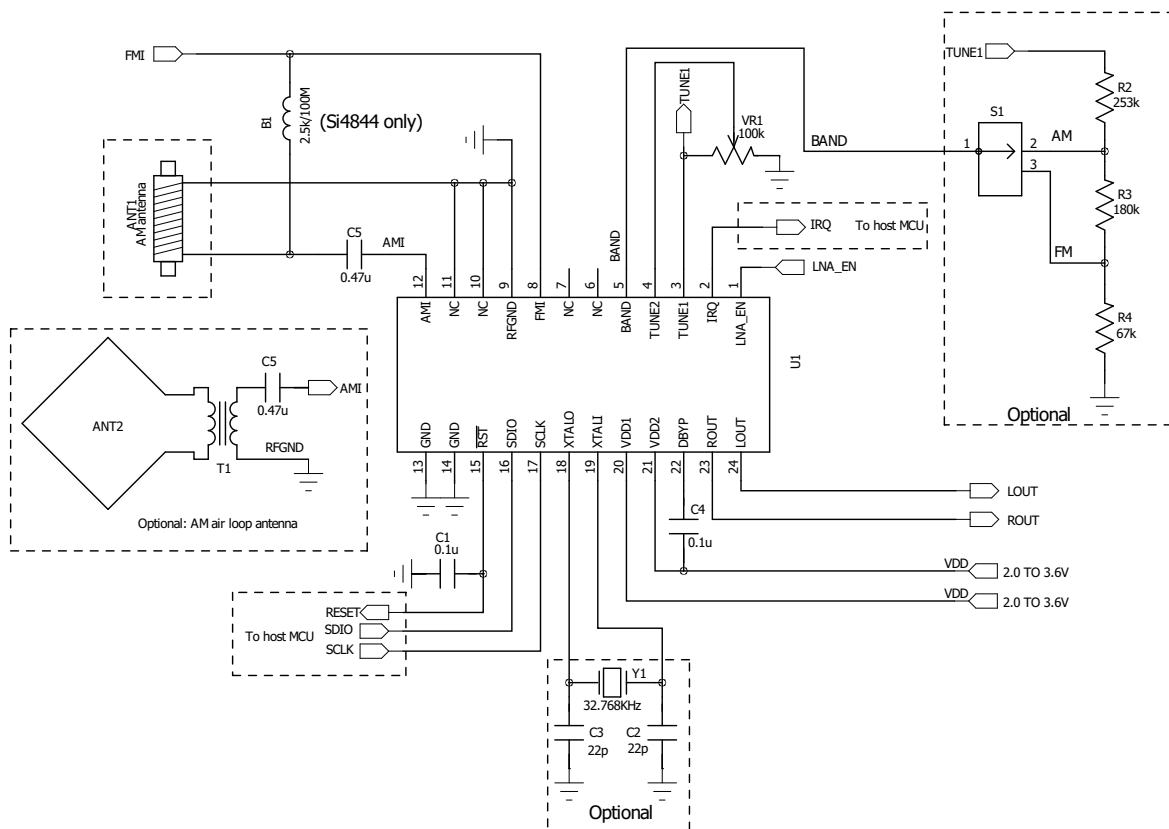 FMI
B1
2.5k/100M
(Si4844 only)
ANT1
AM antenna
C5
0.47u
AMI
TUNE1
VR1
100k
BAND
BAND
IRQ
To host MCU
LNA_EN
TUNE1
R2
253k
S1
1
2
3
AM
FM
R3
180k
R4
67k
Optional
12
11
10
9
8
7
6
5
4
3
2
1
AMI
NC
NC
RFGND
FMI
NC
NC
BAND
TUNE2
TUNE1
IRQ
LNA_EN
U1
GND
GND
RST
SDIO
SCLK
XTALO
XTALI
VDD1
VDD2
DBYP
ROUT
LOUT
13
14
15
16
17
18
19
20
21
22
23
24
ANT2
C5
0.47u
AMI
RFGND
T1
Optional: AM air loop antenna
LOUT
ROUT
C4
0.1u
C1
0.1u
VDD
2.0 TO 3.6V
VDD
2.0 TO 3.6V
To host MCU
RESET
SDIO
SCLK
Y1
32.768KHz
C3
22p
C2
22p
Optional